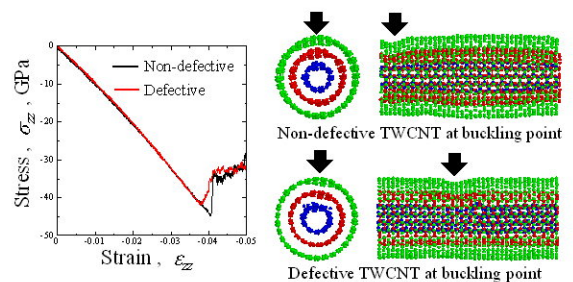 0
-10
-20
-30
-40
-50
Stress , σzz , GPa
Non-defective
Defective
0.00 -0.01 -0.02 -0.03 -0.04 -0.05
Strain , εzz
Non-defective TWCNT at buckling point
Defective TWCNT at buckling point